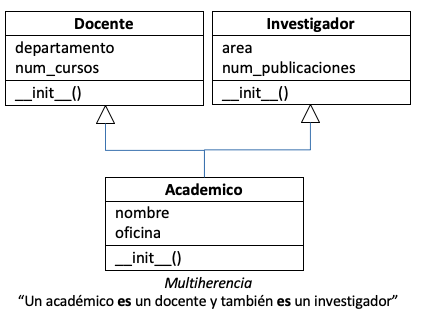 Docente
departamento
num_cursos
__init__()
Investigador
area
num_publicaciones
__init__()
Academico
nombre
oficina
__init__()
Multiherencia
“Un académico es un docente y también es un investigador”